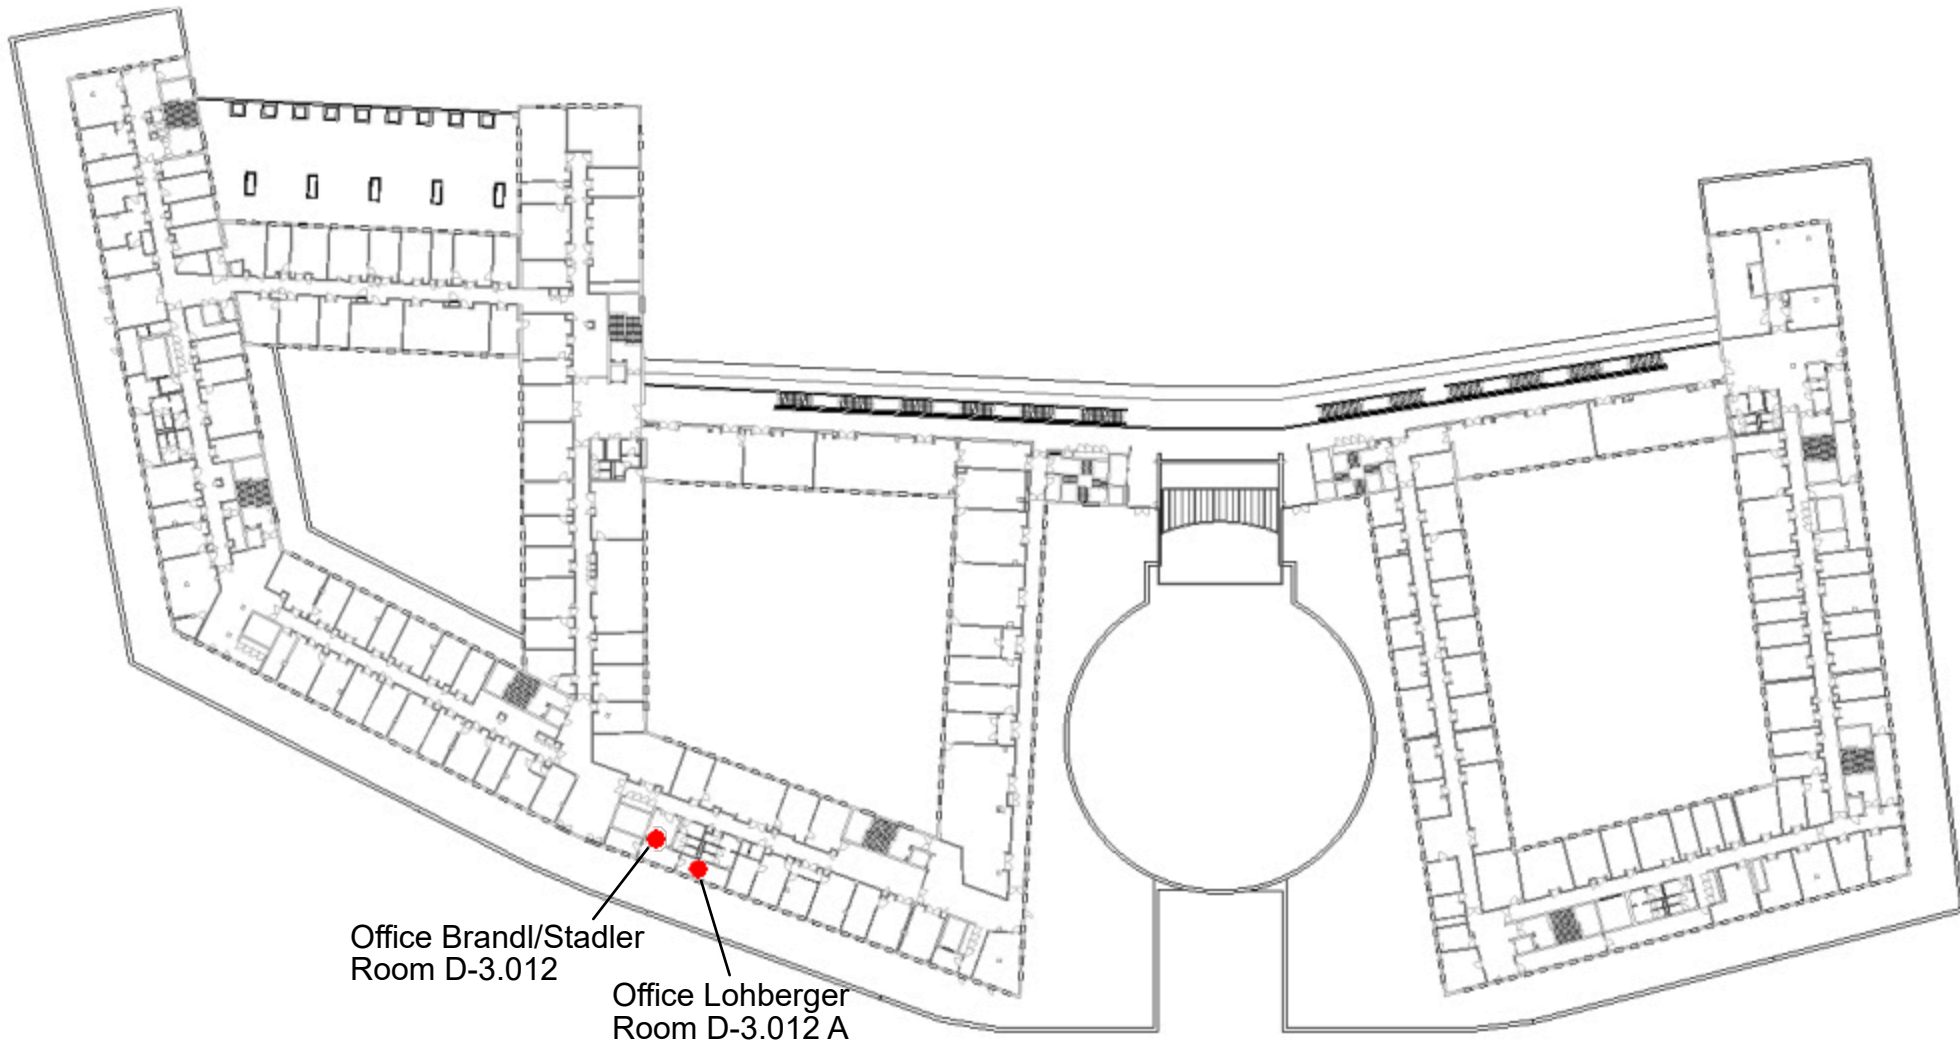 Office Brandl/Stadler
Room D-3.012
Office Lohberger
Room D-3.012 A